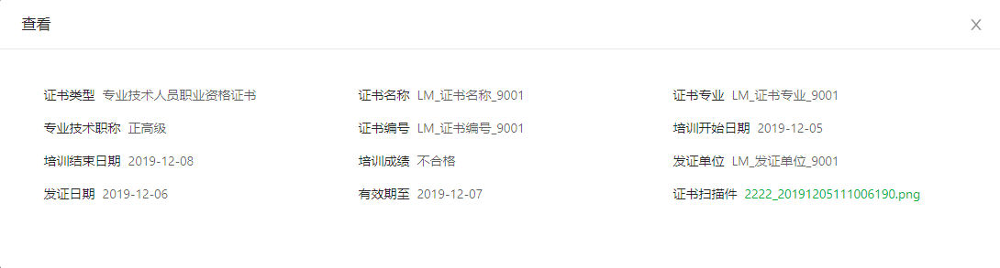 查看
证书类型 专业技术人员职业资格证书 证书名称 LM_证书名称_9001 证书专业 LM_证书专业_9001
专业技术职称 正高级 证书编号 LM_证书编号_9001 培训开始日期 2019-12-05
培训结束日期 2019-12-08 培训成绩 不合格 发证单位 LM_发证单位_9001
发证日期 2019-12-06 有效期至 2019-12-07 证书扫描件 2222_20191205111006190.png